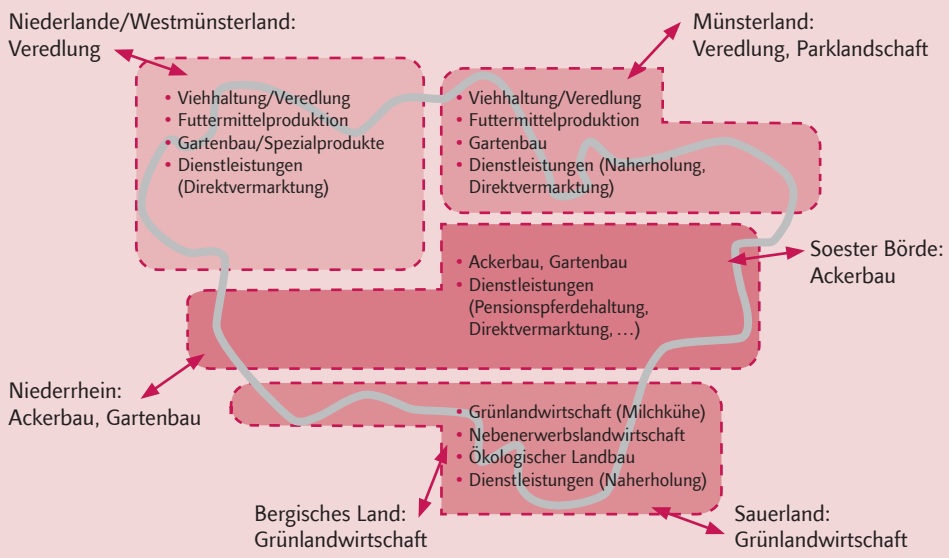 Niederlande/Westmünsterland:
Veredlung
Münsterland:
Veredlung, Parklandschaft
• Viehhaltung/Veredlung
• Futtermittelproduktion
• Gartenbau/Spezialprodukte
• Dienstleistungen
(Direktvermarktung)
• Viehhaltung/Veredlung
• Futtermittelproduktion
• Gartenbau
• Dienstleistungen (Naherholung,
Direktvermarktung)
• Ackerbau, Gartenbau
• Dienstleistungen
(Pensionspferdehaltung,
Direktvermarktung, …)
Soester Börde:
Ackerbau
Niederrhein:
Ackerbau, Gartenbau
• Grünlandwirtschaft (Milchkühe)
• Nebenerwerbslandwirtschaft
• Ökologischer Landbau
• Dienstleistungen (Naherholung)
Bergisches Land:
Grünlandwirtschaft
Sauerland:
Grünlandwirtschaft